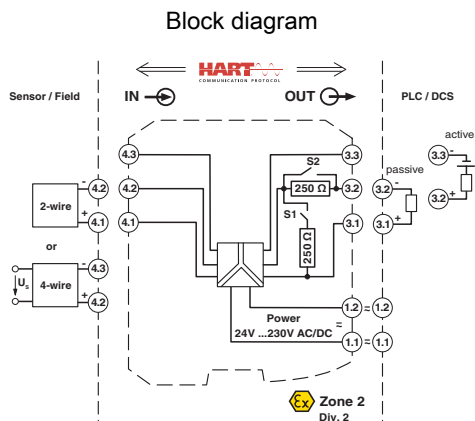 Block diagram
HART
COMMUNICATION PROTOCOL
Sensor / Field
IN
OUT
PLC / DCS
active
4.3
3.3
3.3 -
S2
passive
2-wire
- 4.2
4.2
250 Ω
3.2
3.2 -
3.2 +
+ 4.1
4.1
S1
250 Ω
3.1
3.1 +
or
Us
4-wire
- 4.3
+ 4.2
Power
24V ...230V AC/DC
≈
1.2 ≈ 1.2
1.1 ≈ 1.1
Ex
Zone 2
Div. 2